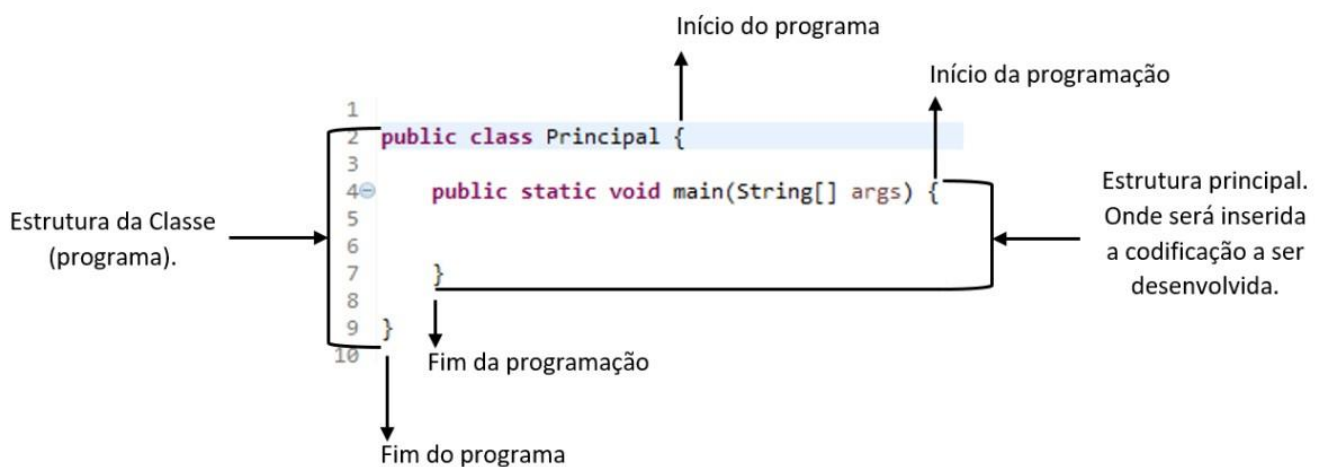 Início do programa
Início da programação
1
2 public class Principal {
3
4 public static void main(String[] args) {
5
6
7 }
8
9 }
10
Estrutura da Classe
(programa).
Estrutura principal.
Onde será inserida
a codificação a ser
desenvolvida.
Fim da programação
Fim do programa